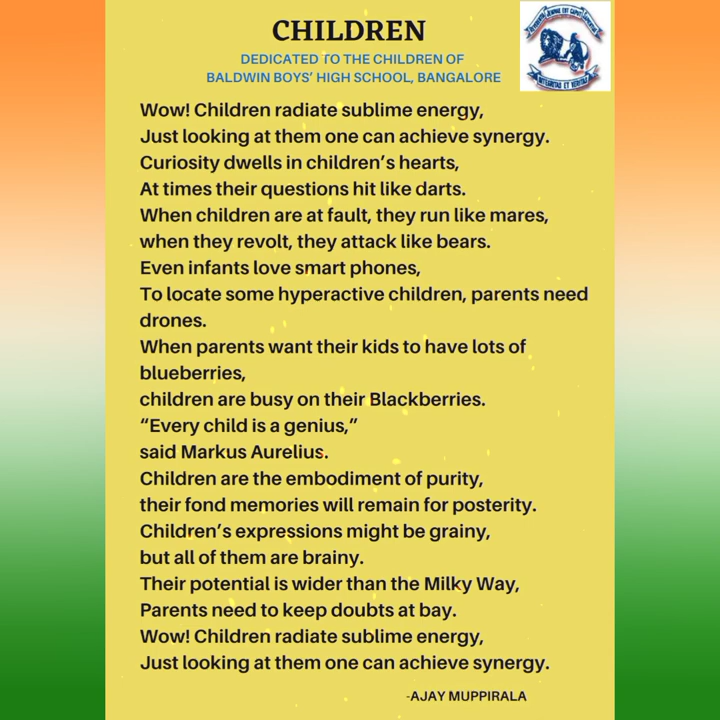 CHILDREN
DEDICATED TO THE CHILDREN OF
BALDWIN BOYS’ HIGH SCHOOL, BANGALORE
Wow! Children radiate sublime energy,
Just looking at them one can achieve synergy.
Curiosity dwells in children’s hearts,
At times their questions hit like darts.
When children are at fault, they run like mares,
when they revolt, they attack like bears.
Even infants love smart phones,
To locate some hyperactive children, parents need
drones.
When parents want their kids to have lots of
blueberries,
children are busy on their Blackberries.
“Every child is a genius,”
said Markus Aurelius.
Children are the embodiment of purity,
their fond memories will remain for posterity.
Children’s expressions might be grainy,
but all of them are brainy.
Their potential is wider than the Milky Way,
Parents need to keep doubts at bay.
Wow! Children radiate sublime energy,
Just looking at them one can achieve synergy.
-AJAY MUPPIRALA